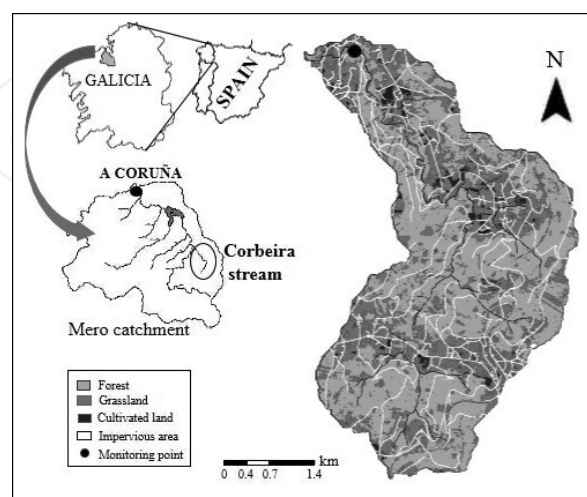 GALICIA
SPAIN
A CORUÑA
Corbeira
stream
Mero catchment
Forest
Grassland
Cultivated land
Impervious area
Monitoring point
N
km
0 0.4 0.7 1.4